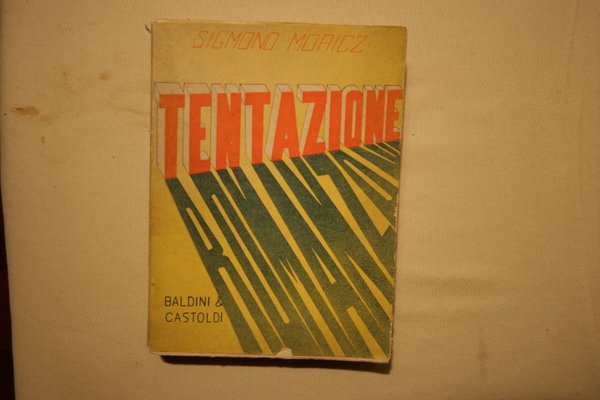 SIGMOND MORICZ
TENTAZIONE
ROMANZO
BALDINI &
CASTOLDI